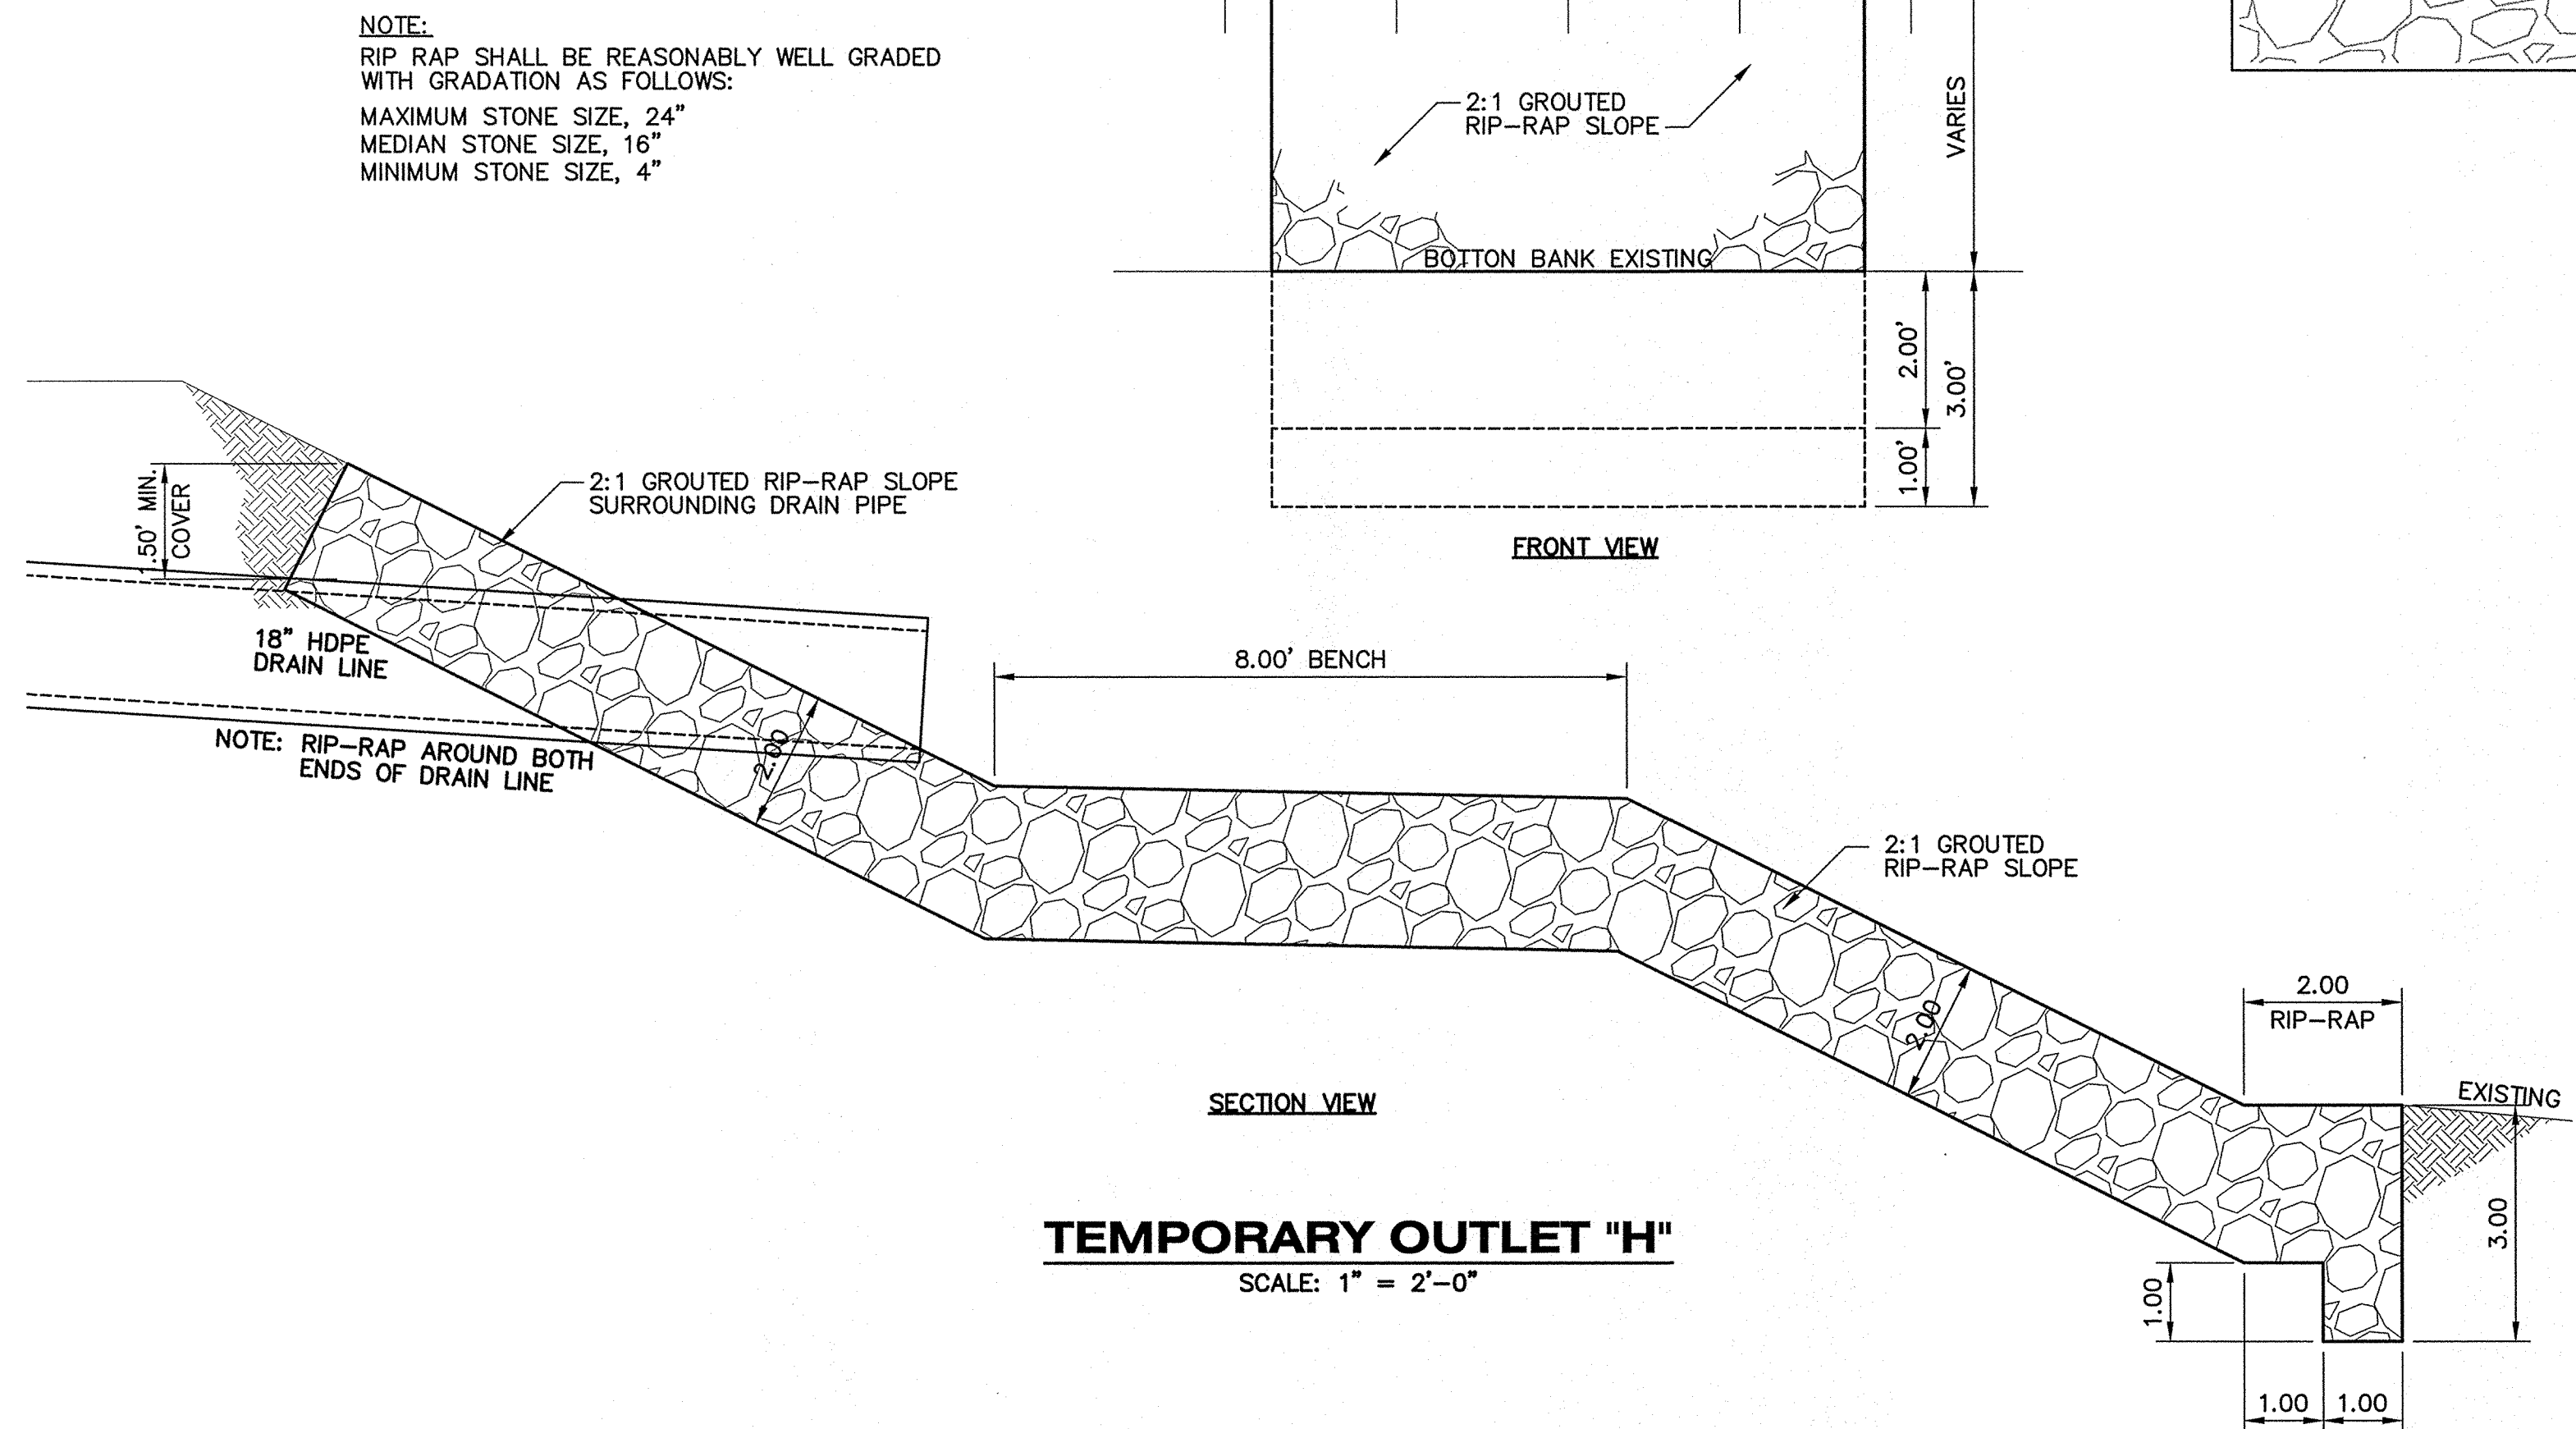 NOTE:
RIP RAP SHALL BE REASONABLY WELL GRADED
WITH GRADATION AS FOLLOWS:
MAXIMUM STONE SIZE, 24"
MEDIAN STONE SIZE, 16"
MINIMUM STONE SIZE, 4"
2:1 GROUTED
RIP-RAP SLOPE
VARIES
BOTTON BANK EXISTING
2.00'
3.00'
1.00'
FRONT VIEW
2:1 GROUTED RIP-RAP SLOPE
SURROUNDING DRAIN PIPE
.50' MIN.
COVER
18" HDPE
DRAIN LINE
NOTE: RIP-RAP AROUND BOTH
ENDS OF DRAIN LINE
2.00
8.00' BENCH
2:1 GROUTED
RIP-RAP SLOPE
2.00
2.00
RIP-RAP
EXISTING
3.00
1.00
1.00
1.00
SECTION VIEW
TEMPORARY OUTLET "H"
SCALE: 1" = 2'-0"